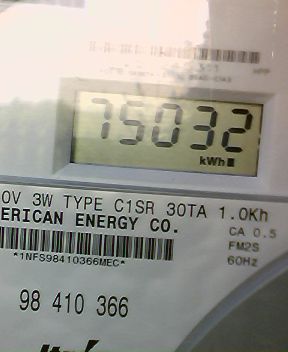 75032
kWh
0V 3W TYPE C1SR 30TA 1.0Kh
ERICAN ENERGY CO.
CA 0.5
FM2S
60Hz
*1NFS98410366MEC*
98 410 366